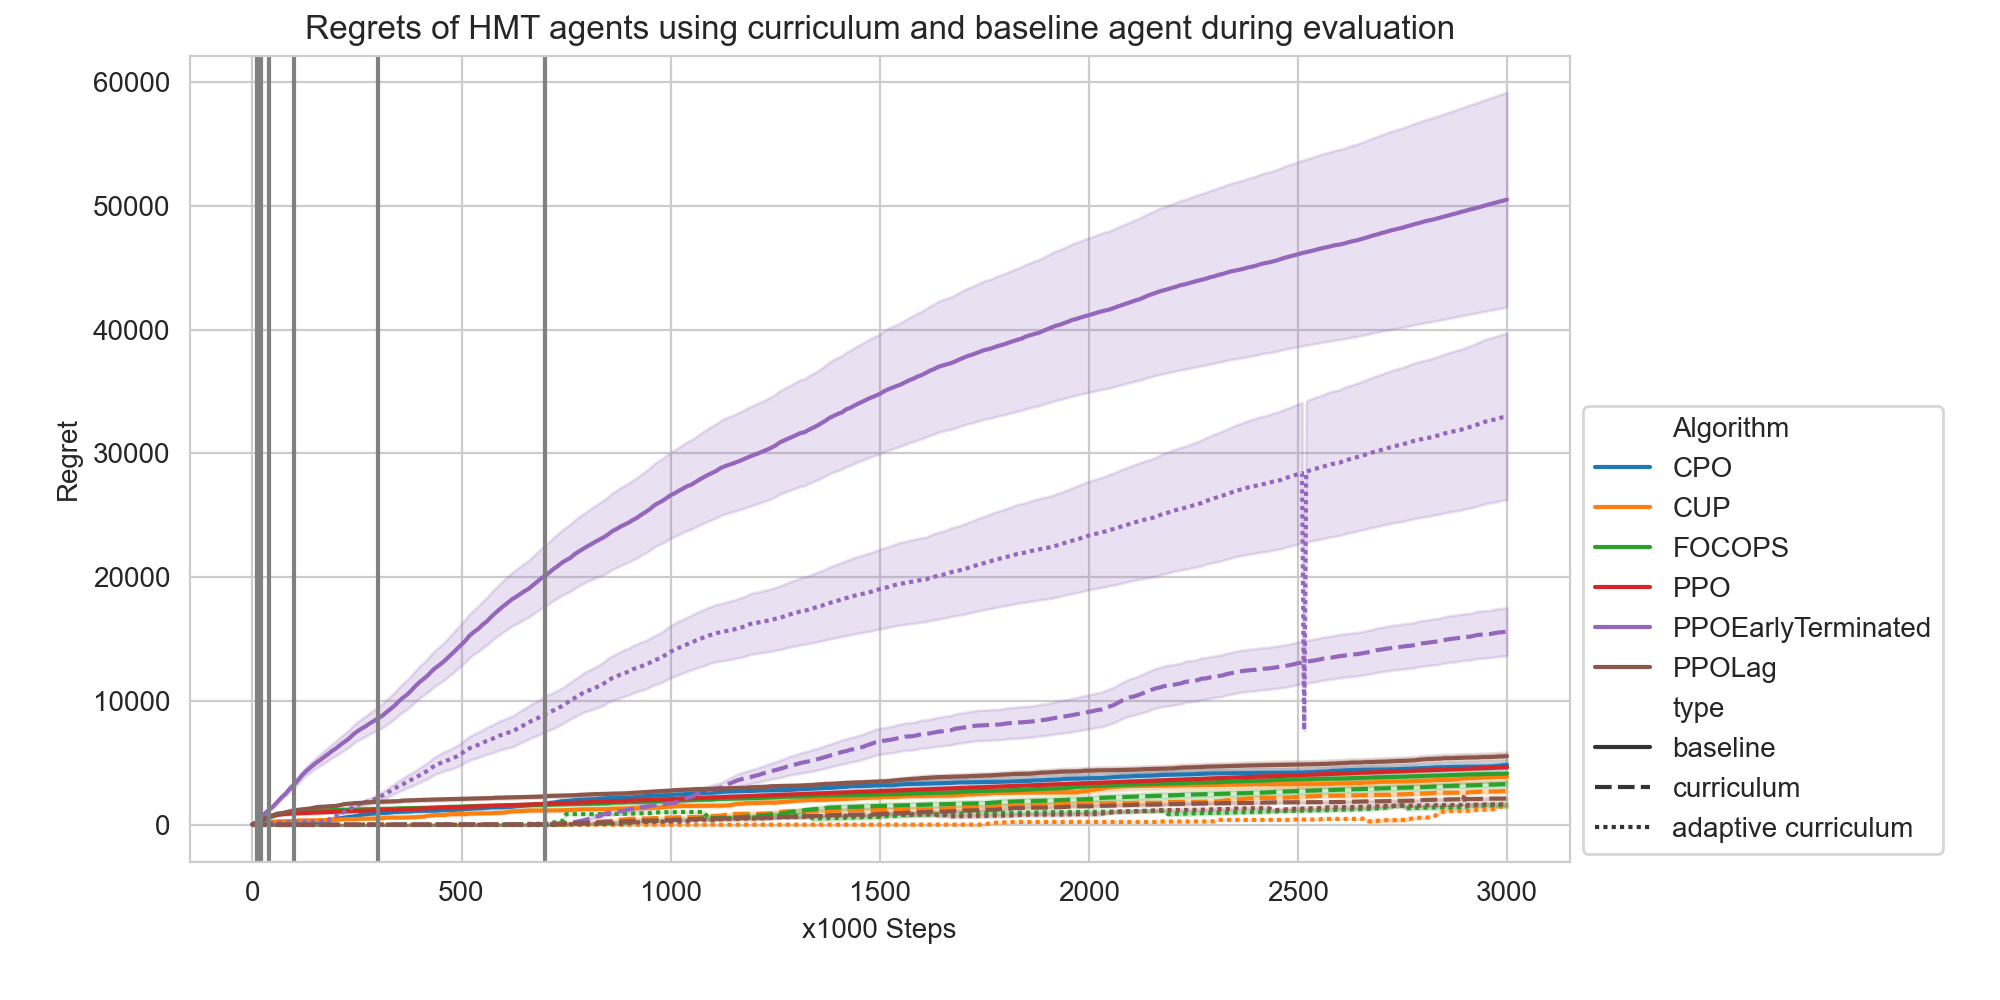 Regrets of HMT agents using curriculum and baseline agent during evaluation
60000
50000
40000
30000
20000
10000
0
Regret
0 500 1000 1500 2000 2500 3000
x1000 Steps
Algorithm
CPO
CUP
FOCOPS
PPO
PPOEarlyTerminated
PPOLag
type
baseline
curriculum
adaptive curriculum